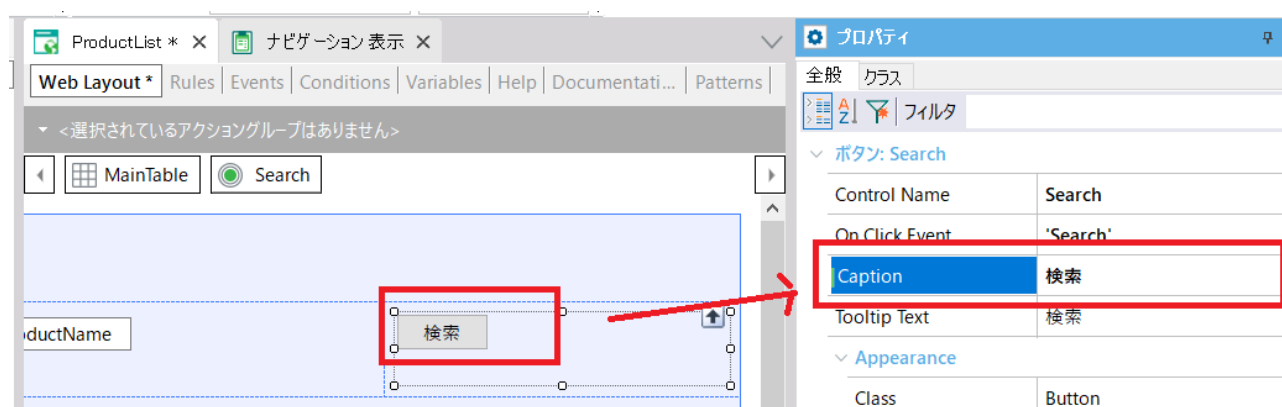 ProductList *
ナビゲーション 表示
Web Layout *
Rules
Events
Conditions
Variables
Help
Documentati...
Patterns
<選択されているアクショングループはありません>
MainTable
Search
ductName
検索
プロパティ
全般
クラス
フィルタ
ボタン: Search
Control Name
Search
On Click Event
'Search'
Caption
検索
Tooltip Text
検索
Appearance
Class
Button